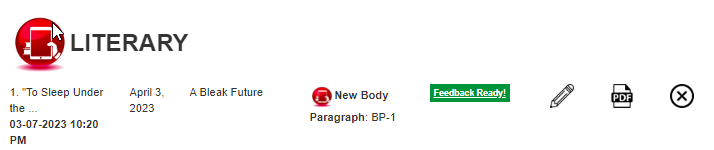 LITERARY
1. "To Sleep Under
the ...
03-07-2023 10:20
PM
April 3,
2023
A Bleak Future
New Body
Paragraph: BP-1
Feedback Ready!
PDF